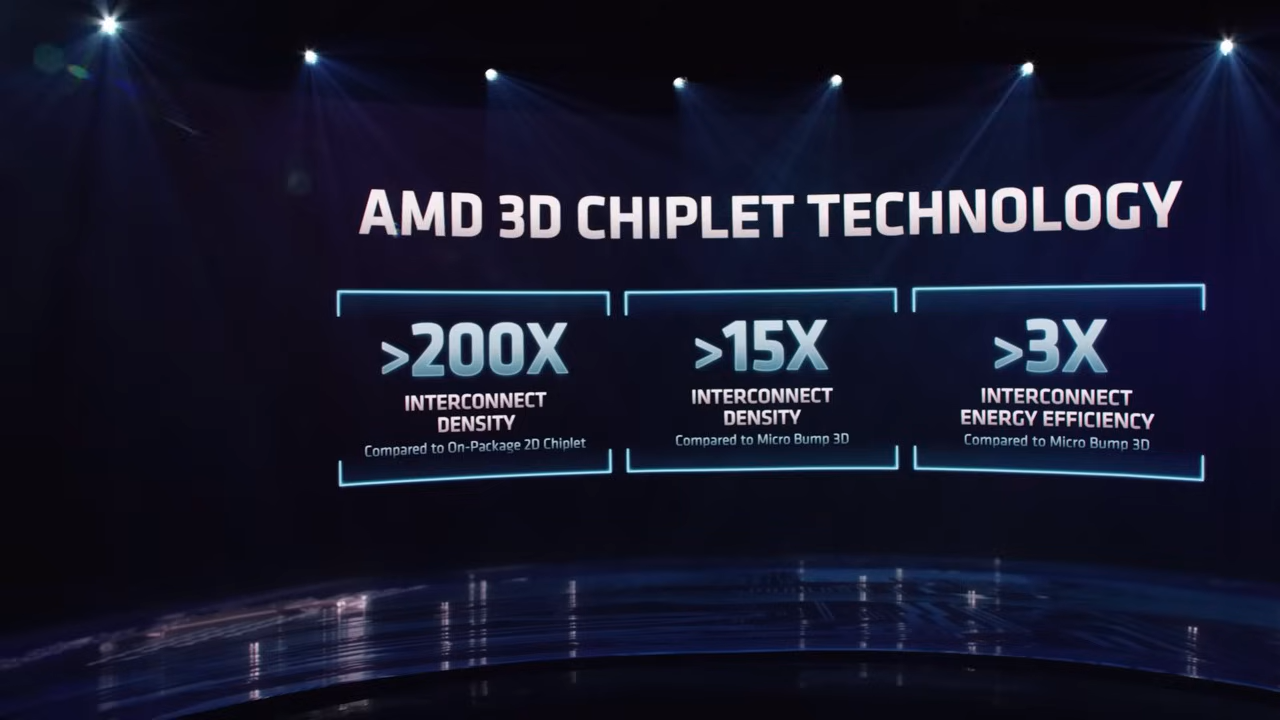 AMD 3D CHIPLET TECHNOLOGY
>200X
INTERCONNECT
DENSITY
Compared to On-Package 2D Chiplet
>15X
INTERCONNECT
DENSITY
Compared to Micro Bump 3D
>3X
INTERCONNECT
ENERGY EFFICIENCY
Compared to Micro Bump 3D